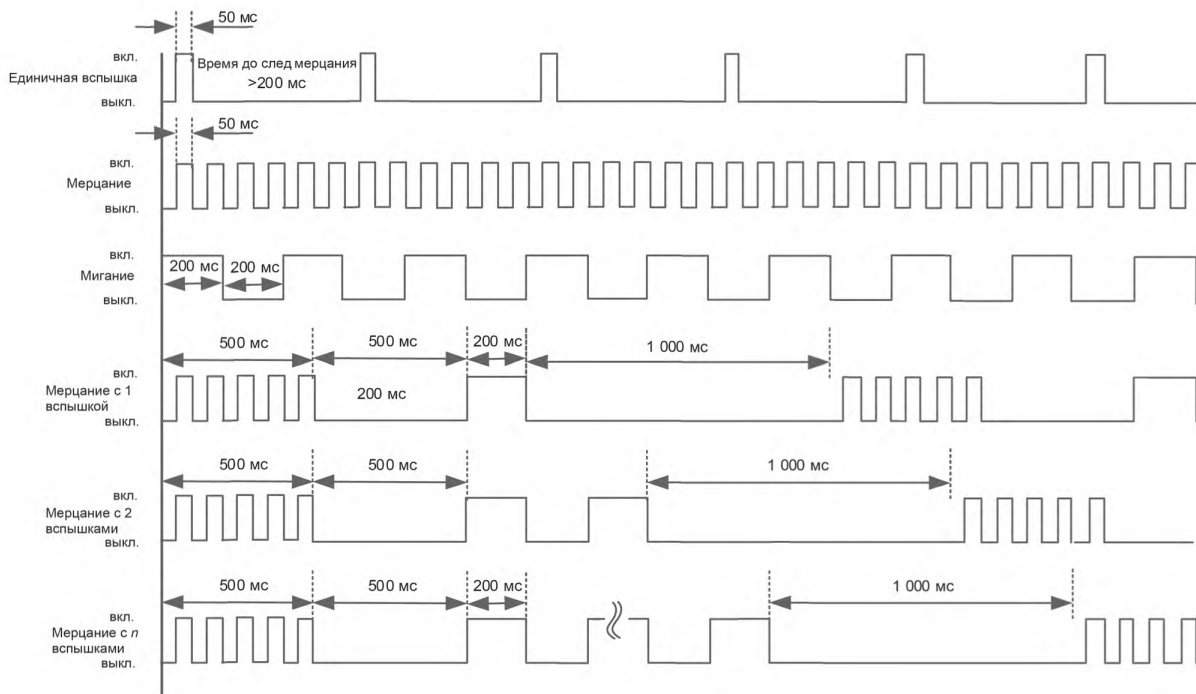 50 мс
вкл.
Единичная вспышка
Время до след мерцания
>200 мс
выкл.
50 мс
вкл.
Мерцание
выкл.
вкл.
Мигание
200 мс
200 мс
выкл.
500 мс
500 мс
200 мс
1 000 мс
вкл.
Мерцание с 1
вспышкой
200 мс
выкл.
500 мс
500 мс
1 000 мс
вкл.
Мерцание с 2
вспышками
выкл.
500 мс
500 мс
200 мс
1 000 мс
вкл.
Мерцание с n
вспышками
выкл.